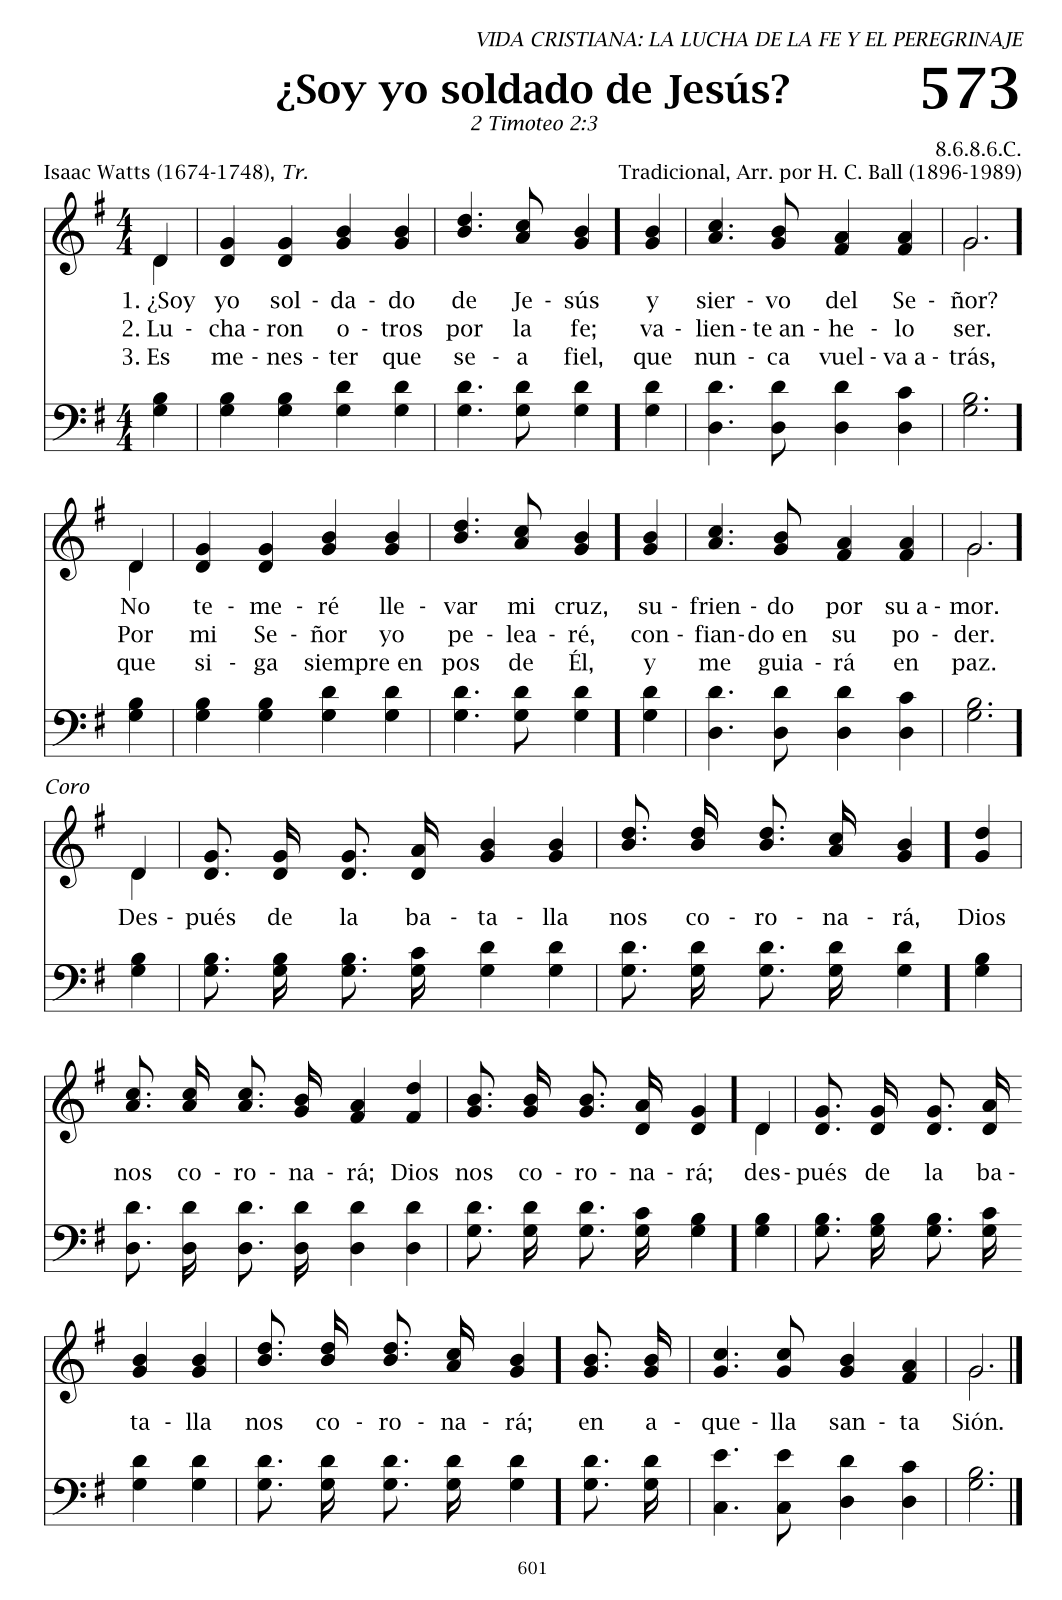 VIDA CRISTIANA: LA LUCHA DE LA FE Y EL PEREGRINAJE
¿Soy yo soldado de Jesús? 573
2 Timoteo 2:3
8.6.8.6.C.
Isaac Watts (1674-1748), Tr. Tradicional, Arr. por H. C. Ball (1896-1989)
4 4
1. ¿Soy yo sol - da - do de Je - sús y sier - vo del Se - ñor?
2. Lu - cha - ron o - tros por la fe; va - lien - te an - he - lo ser.
3. Es me - nes - ter que se - a fiel, que nun - ca vuel - va a - trás,
4 4
No te - me - ré lle - var mi cruz, su - frien - do por su a - mor.
Por mi Se - ñor yo pe - lea - ré, con - fian - do en su po - der.
que si - ga siempre en pos de Él, y me guia - rá en paz.
Coro
Des - pués de la ba - ta - lla nos co - ro - na - rá, Dios
nos co - ro - na - rá; Dios nos co - ro - na - rá; des - pués de la ba -
ta - lla nos co - ro - na - rá; en a - que - lla san - ta Sión.
601